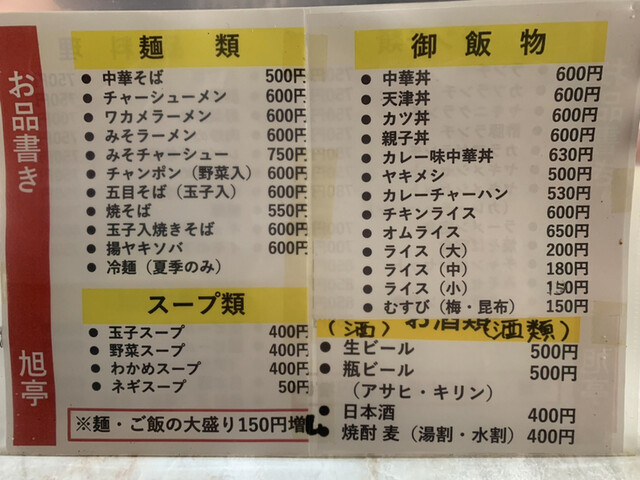 お品書き
旭亭
麺 類
中華そば 500円
チャーシューメン 600円
ワカメラーメン 600円
みそラーメン 600円
みそチャーシュー 750円
チャンポン（野菜入） 600円
五目そば（玉子入） 600円
焼そば 550円
玉子入焼きそば 600円
揚ヤキソバ 600円
冷麺（夏季のみ）
スープ類
玉子スープ 400円
野菜スープ 400円
わかめスープ 400円
ネギスープ 50円
※麺・ご飯の大盛り150円増し
御 飯 物
中華丼 600円
天津丼 600円
カツ丼 600円
親子丼 600円
カレー味中華丼 630円
ヤキメシ 500円
カレーチャーハン 530円
チキンライス 600円
オムライス 650円
ライス（大） 200円
ライス（中） 180円
ライス（小） 150円
むすび（梅・昆布） 150円
（酒） お酒類 （酒類）
生ビール 500円
瓶ビール 500円
（アサヒ・キリン）
日本酒 400円
焼酎 麦（湯割・水割） 400円